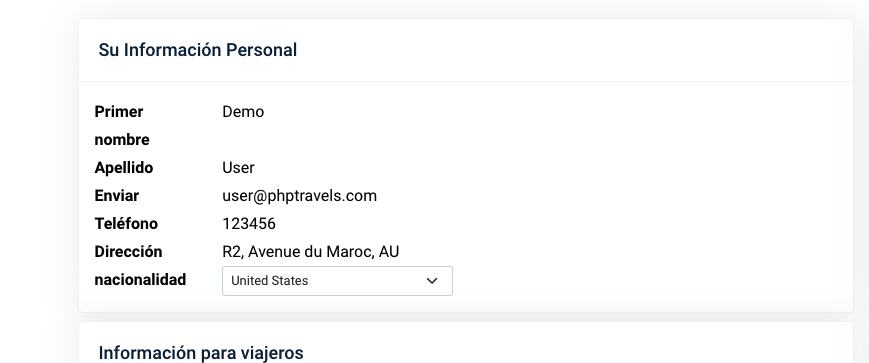 Su Información Personal
Primer nombre Demo
Apellido User
Enviar user@phptravels.com
Teléfono 123456
Dirección R2, Avenue du Maroc, AU
nacionalidad United States
Información para viajeros